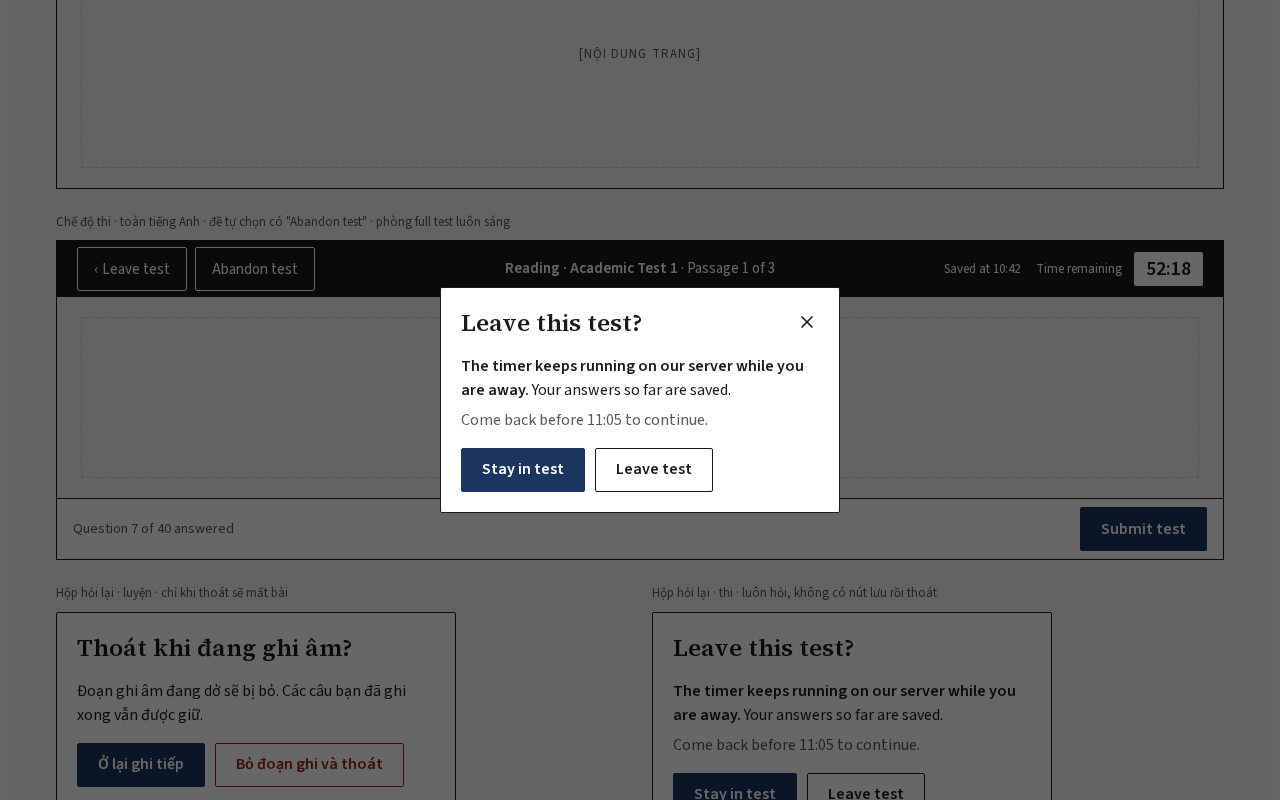 [NỘI DUNG TRANG]
Chế độ thi · toàn tiếng Anh · đề tự chọn có "Abandon test" · phòng full test luôn sáng
‹ Leave test
Abandon test
Reading · Academic Test 1 · Passage 1 of 3
Saved at 10:42
Time remaining
52:18
Leave this test?
The timer keeps running on our server while you
are away. Your answers so far are saved.
Come back before 11:05 to continue.
Stay in test
Leave test
Question 7 of 40 answered
Submit test
Hộp hỏi lại · luyện · chỉ khi thoát sẽ mất bài
Thoát khi đang ghi âm?
Đoạn ghi âm đang dở sẽ bị bỏ. Các câu bạn đã ghi
xong vẫn được giữ.
Ở lại ghi tiếp
Bỏ đoạn ghi và thoát
Hộp hỏi lại · thi · luôn hỏi, không có nút lưu rồi thoát
Leave this test?
The timer keeps running on our server while you
are away. Your answers so far are saved.
Come back before 11:05 to continue.
Stay in test
Leave test